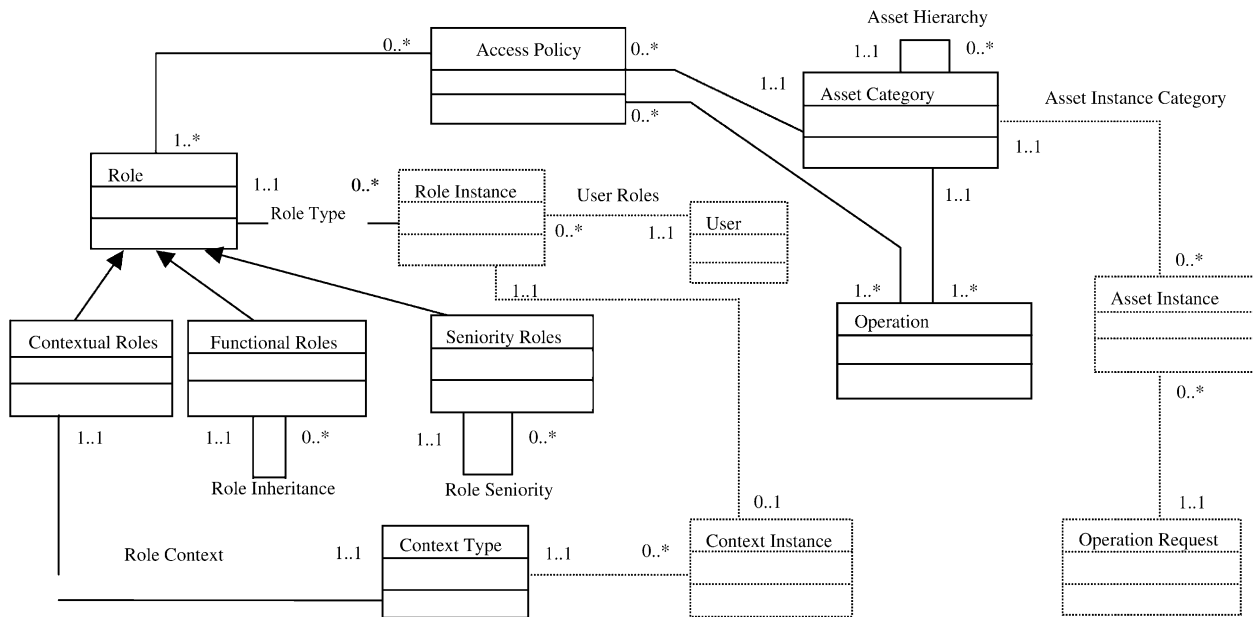 Asset Hierarchy
0..*
Access Policy
0..*
1..1
0..*
1..1
Asset Category
Asset Instance Category
0..*
1..*
1..1
1..1
Role
1..1
0..*
Role Instance
User Roles
1..1
Role Type
0..*
1..1
User
0..*
1..1
1..*
1..*
Asset Instance
Contextual Roles
Functional Roles
Seniority Roles
Operation
0..*
1..1
1..1
0..*
1..1
0..*
Role Inheritance
Role Seniority
0..1
1..1
Role Context
1..1
Context Type
1..1
0..*
Context Instance
Operation Request